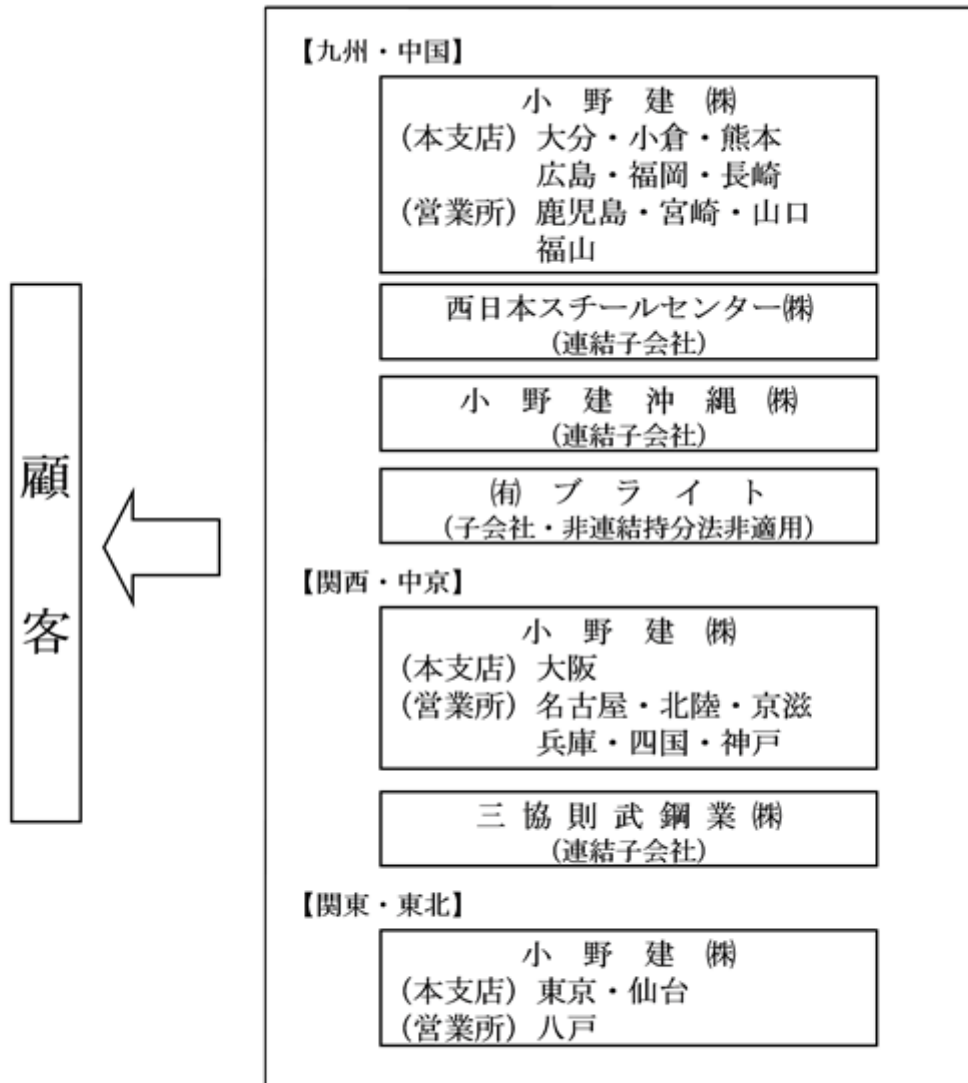 【九州・中国】
小野建㈱
(本支店) 大分・小倉・熊本
広島・福岡・長崎
(営業所) 鹿児島・宮崎・山口
福山
西日本スチールセンター㈱
(連結子会社)
小野建沖縄㈱
(連結子会社)
㈲ブライト
(子会社・非連結持分法非適用)
顧客
【関西・中京】
小野建㈱
(本支店) 大阪
(営業所) 名古屋・北陸・京滋
兵庫・四国・神戸
三協則武鋼業㈱
(連結子会社)
【関東・東北】
小野建㈱
(本支店) 東京・仙台
(営業所) 八戸